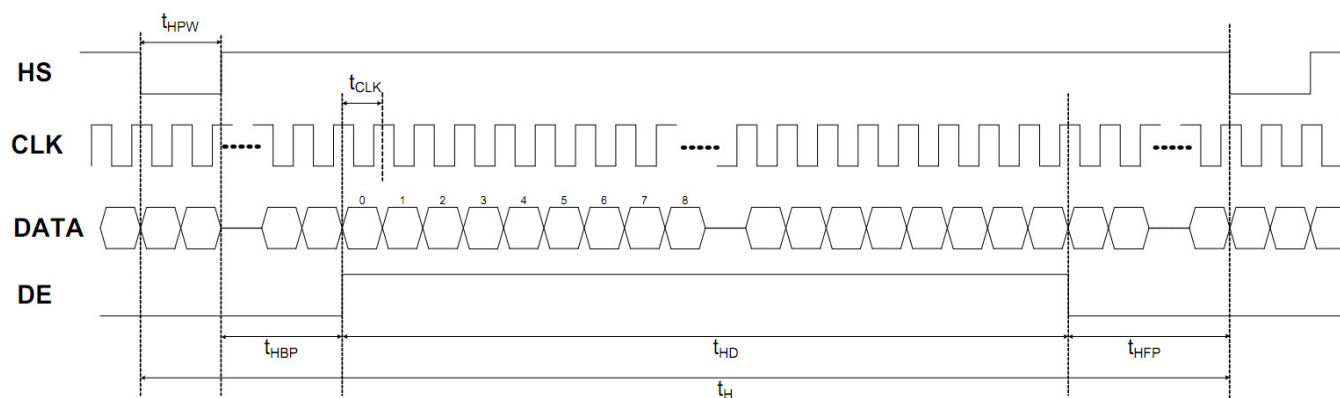 tHPW
HS
tCLK
CLK
DATA
0 1 2 3 4 5 6 7 8
DE
tHBP tHD tHFP
tH